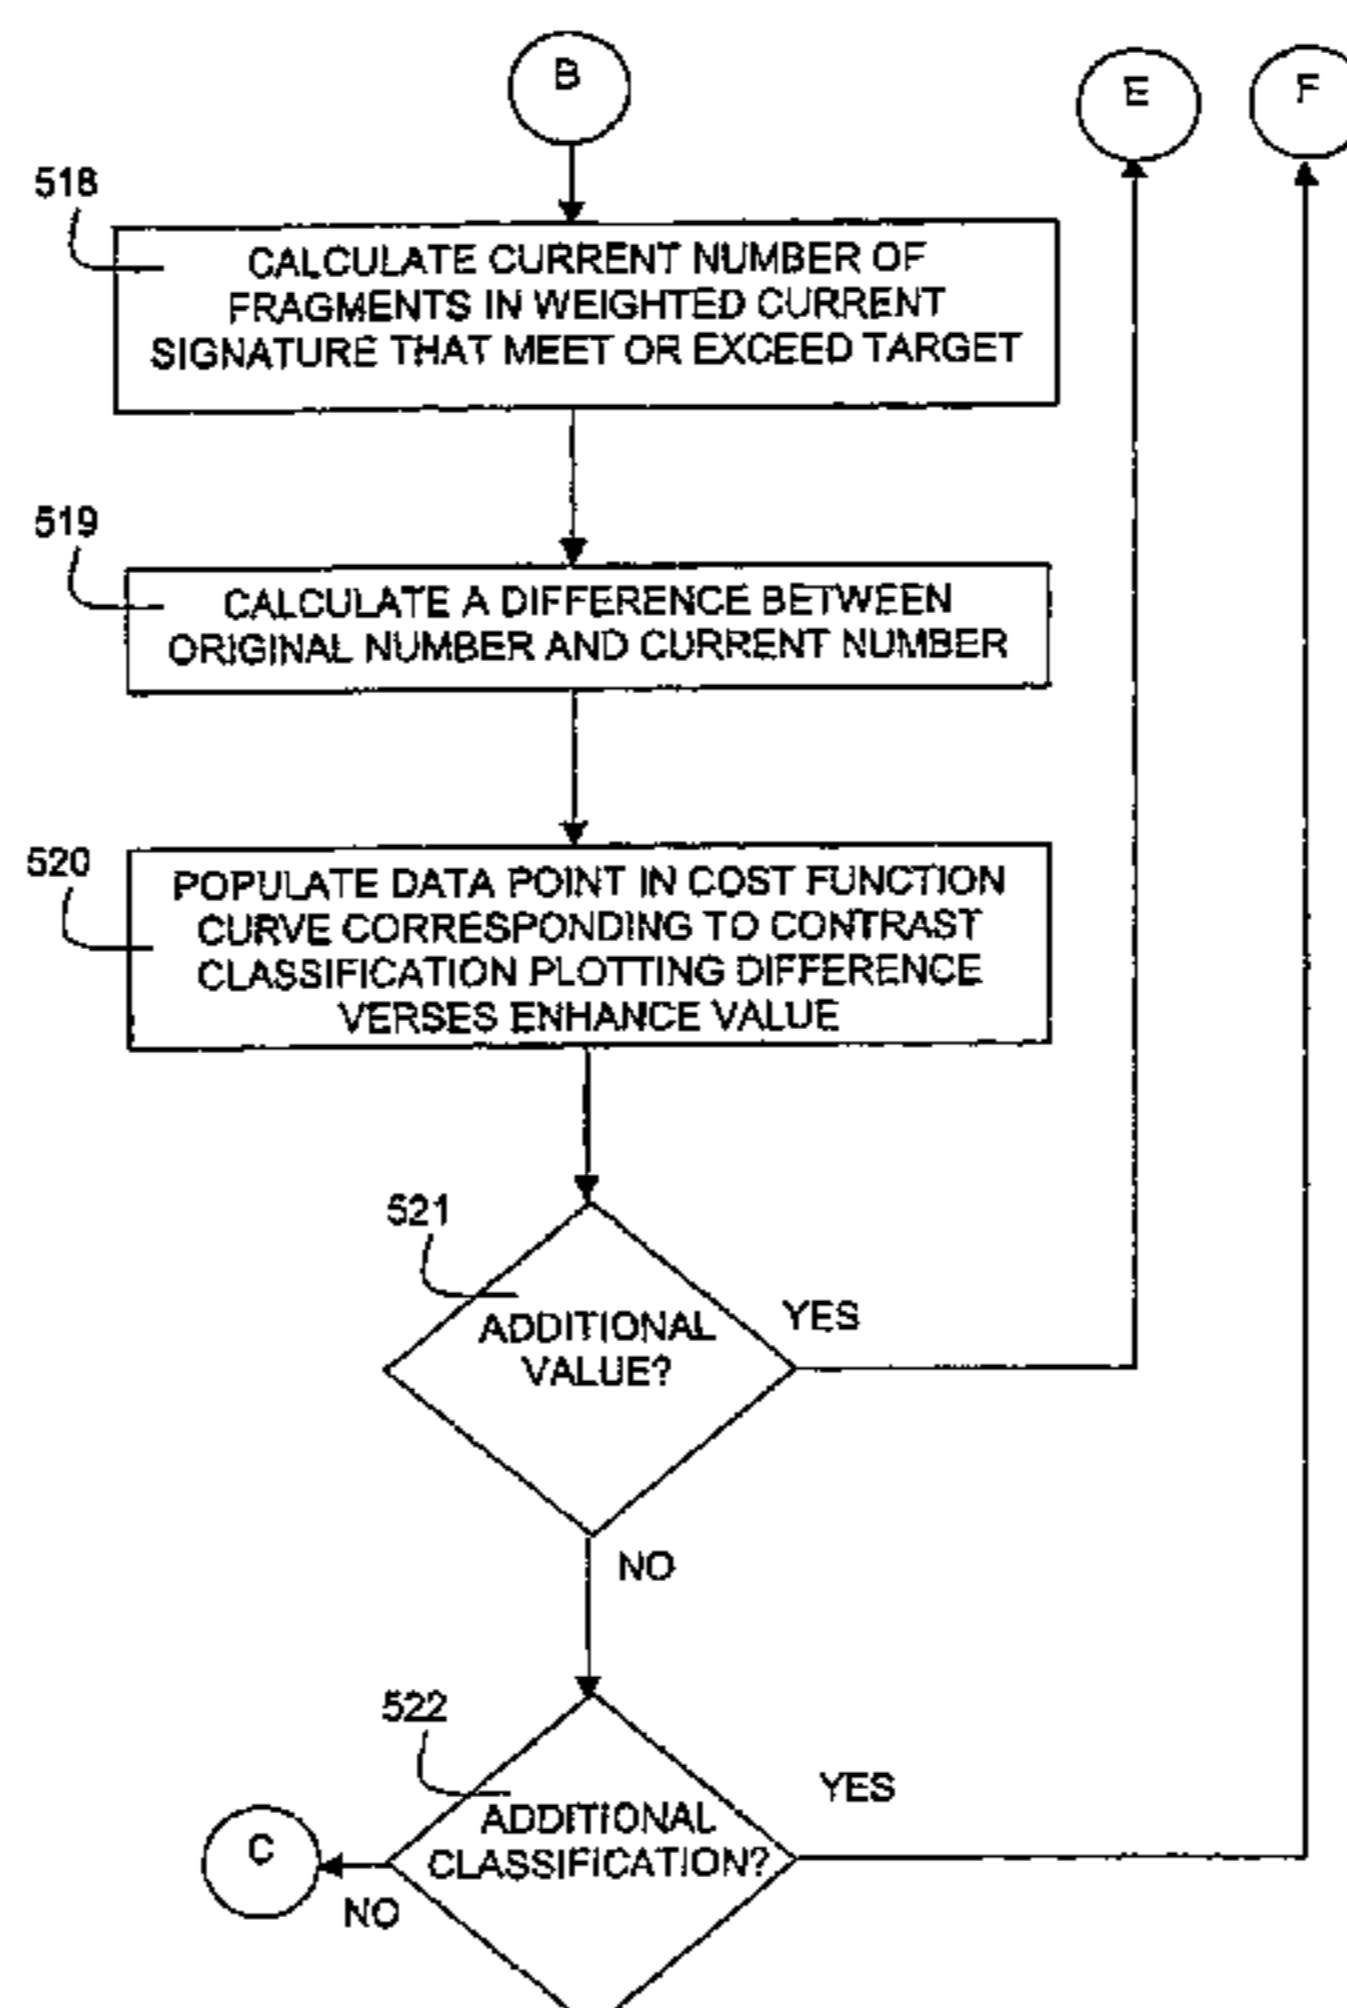 B
E
F
518
CALCULATE CURRENT NUMBER OF
FRAGMENTS IN WEIGHTED CURRENT
SIGNATURE THAT MEET OR EXCEED TARGET
519
CALCULATE A DIFFERENCE BETWEEN
ORIGINAL NUMBER AND CURRENT NUMBER
520
POPULATE DATA POINT IN COST FUNCTION
CURVE CORRESPONDING TO CONTRAST
CLASSIFICATION PLOTTING DIFFERENCE
VERSES ENHANCE VALUE
521
ADDITIONAL
VALUE?
YES
NO
522
ADDITIONAL
CLASSIFICATION?
YES
C
NO